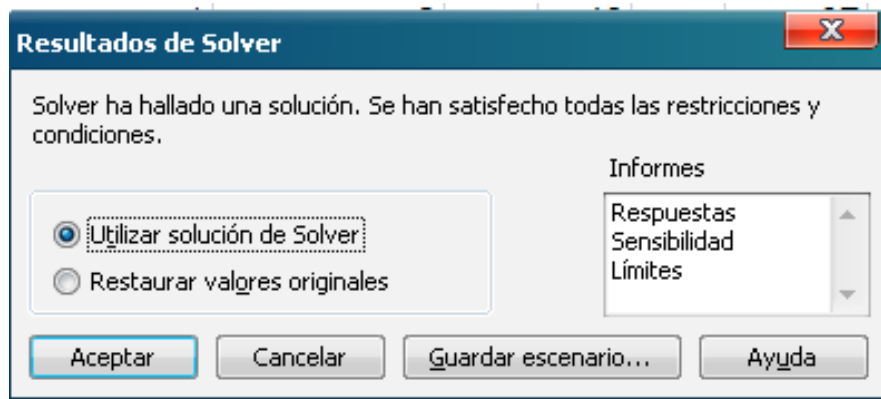 Resultados de Solver
Solver ha hallado una solución. Se han satisfecho todas las restricciones y
condiciones.
Informes
Utilizar solución de Solver
Restaurar valores originales
Respuestas
Sensibilidad
Límites
Aceptar
Cancelar
Guardar escenario...
Ayuda